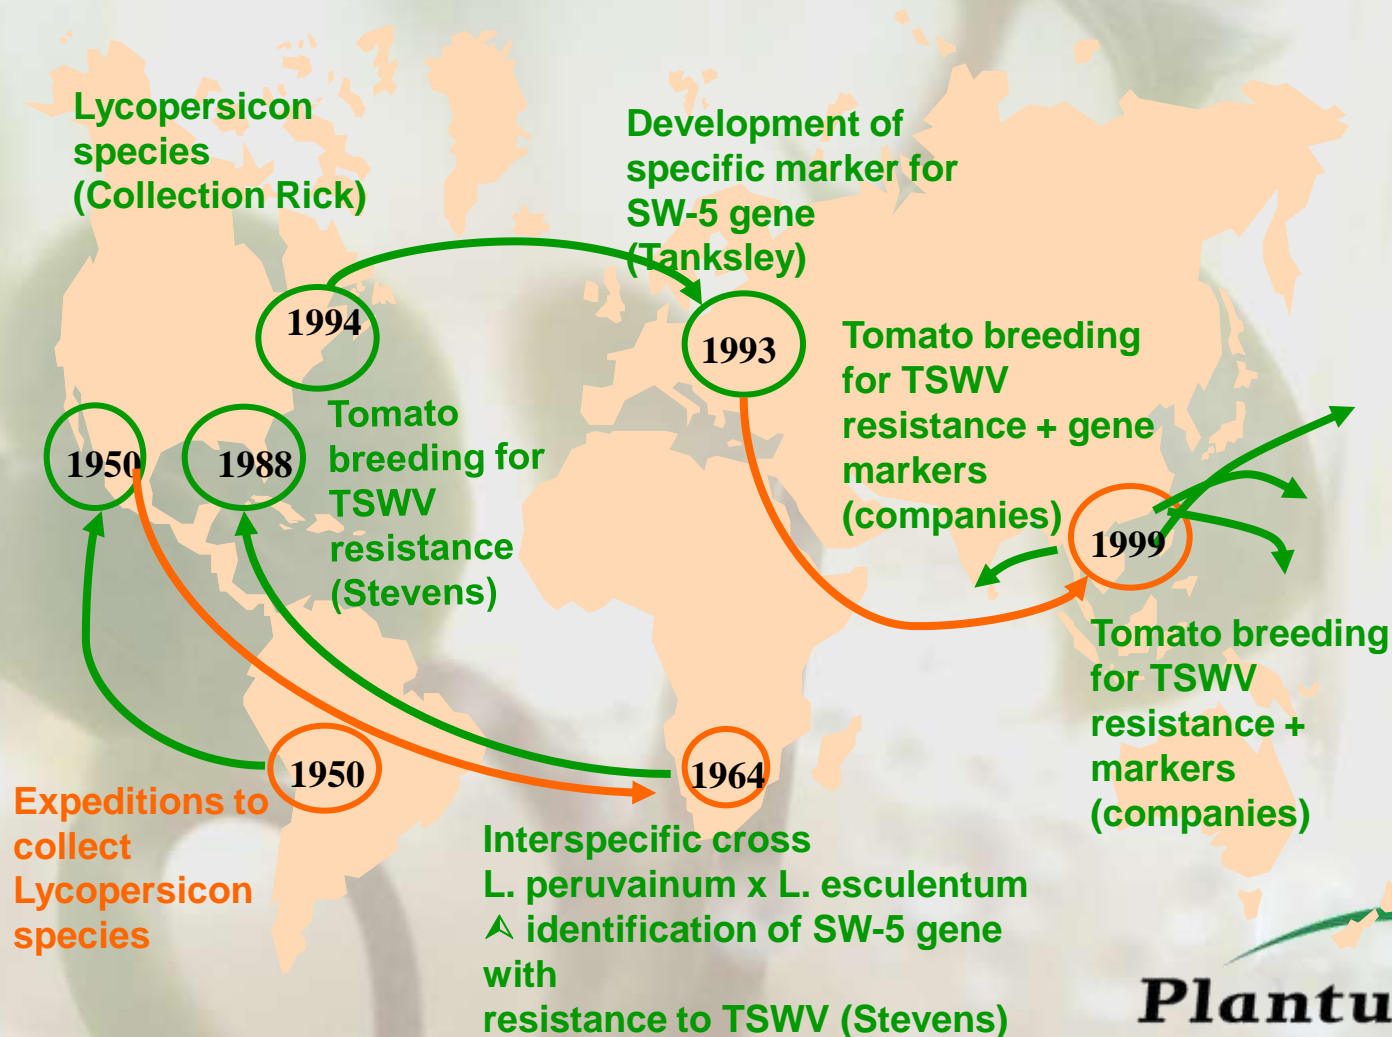 Lycopersicon
species
(Collection Rick)
Development of
specific marker for
SW-5 gene
(Tanksley)
1994
1993
Tomato breeding
for TSWV
resistance + gene
markers
(companies)
1950
1988
Tomato
breeding for
TSWV
resistance
(Stevens)
1999
Tomato breeding
for TSWV
resistance +
markers
(companies)
1950
1964
Expeditions to
collect
Lycopersicon
species
Interspecific cross
L. peruvainum x L. esculentum
⮝ identification of SW-5 gene
with
resistance to TSWV (Stevens)
Plantu